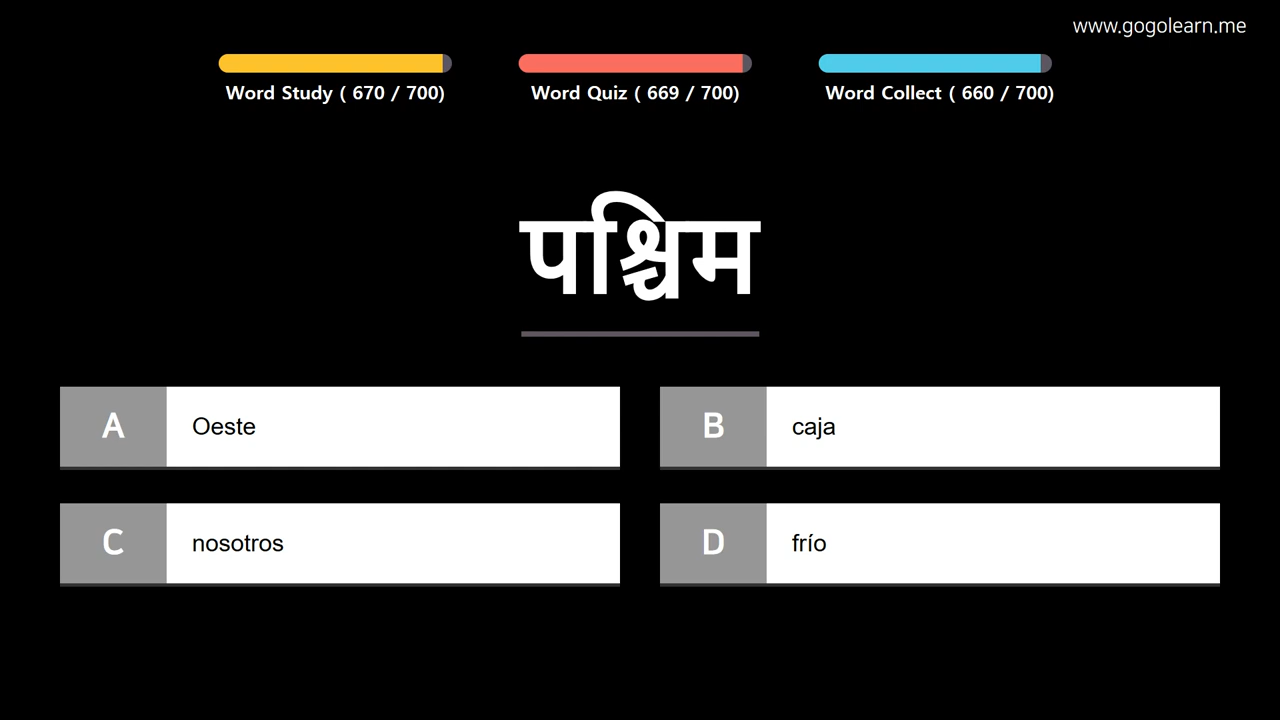 www.gogolearn.me
Word Study ( 670 / 700)
Word Quiz ( 669 / 700)
Word Collect ( 660 / 700)
पश्चिम
A
Oeste
B
caja
C
nosotros
D
frío